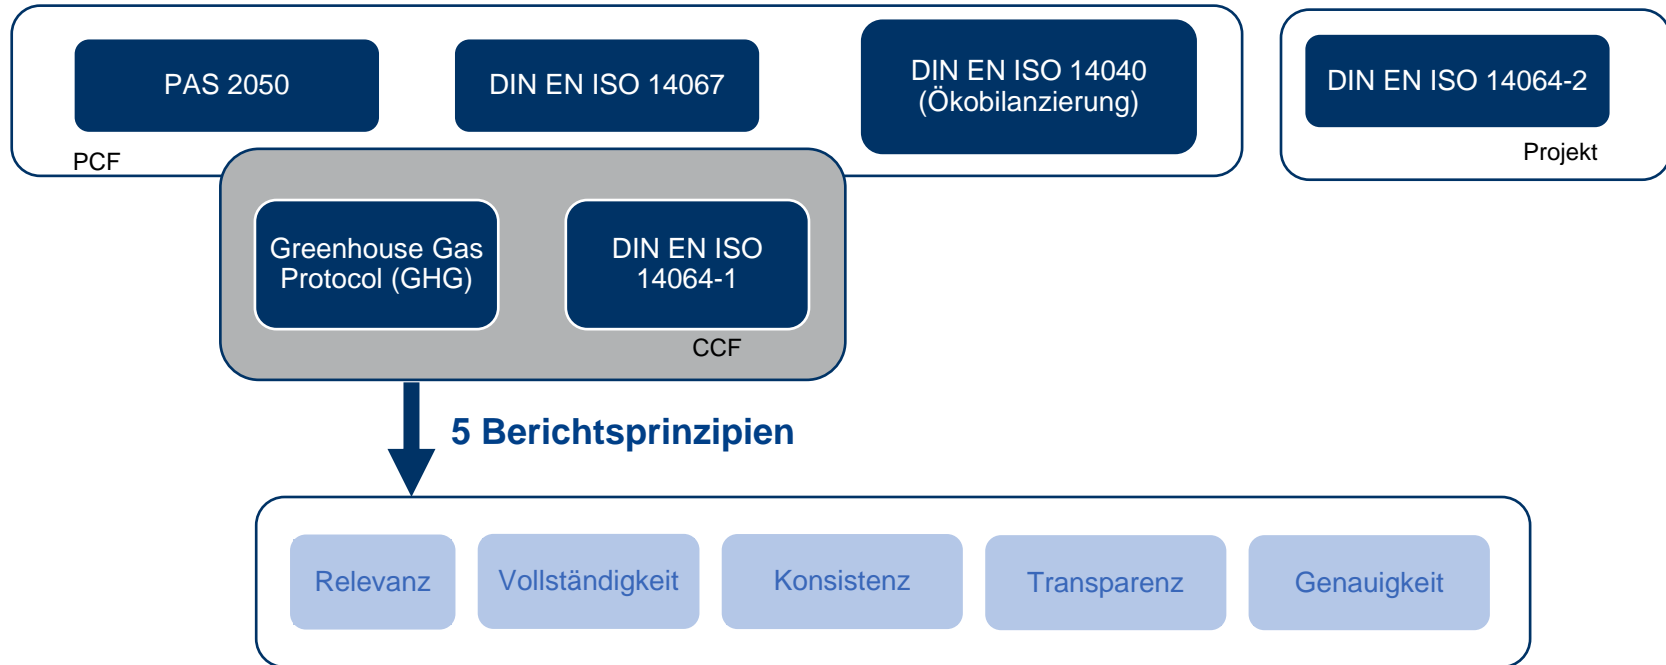 PAS 2050
DIN EN ISO 14067
DIN EN ISO 14040
(Ökobilanzierung)
PCF
DIN EN ISO 14064-2
Projekt
Greenhouse Gas
Protocol (GHG)
DIN EN ISO
14064-1
CCF
5 Berichtsprinzipien
Relevanz
Vollständigkeit
Konsistenz
Transparenz
Genauigkeit